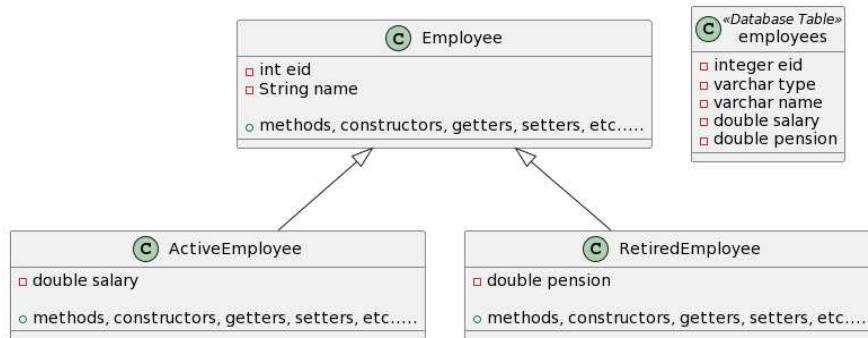 C Employee
int eid
String name
methods, constructors, getters, setters, etc.....
C «Database Table»
employees
integer eid
varchar type
varchar name
double salary
double pension
C ActiveEmployee
double salary
methods, constructors, getters, setters, etc.....
C RetiredEmployee
double pension
methods, constructors, getters, setters, etc.....